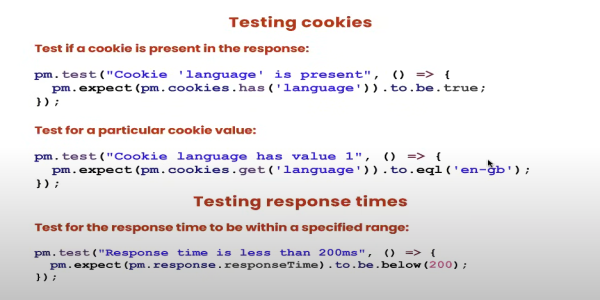 Testing cookies
Test if a cookie is present in the response:
pm.test("Cookie 'language' is present", () => {
pm.expect(pm.cookies.has('language')).to.be.true;
});
Test for a particular cookie value:
pm.test("Cookie language has value 1", () => {
pm.expect(pm.cookies.get('language')).to.eql('en-gb');
});
Testing response times
Test for the response time to be within a specified range:
pm.test("Response time is less than 200ms", () => {
pm.expect(pm.response.responseTime).to.be.below(200);
});